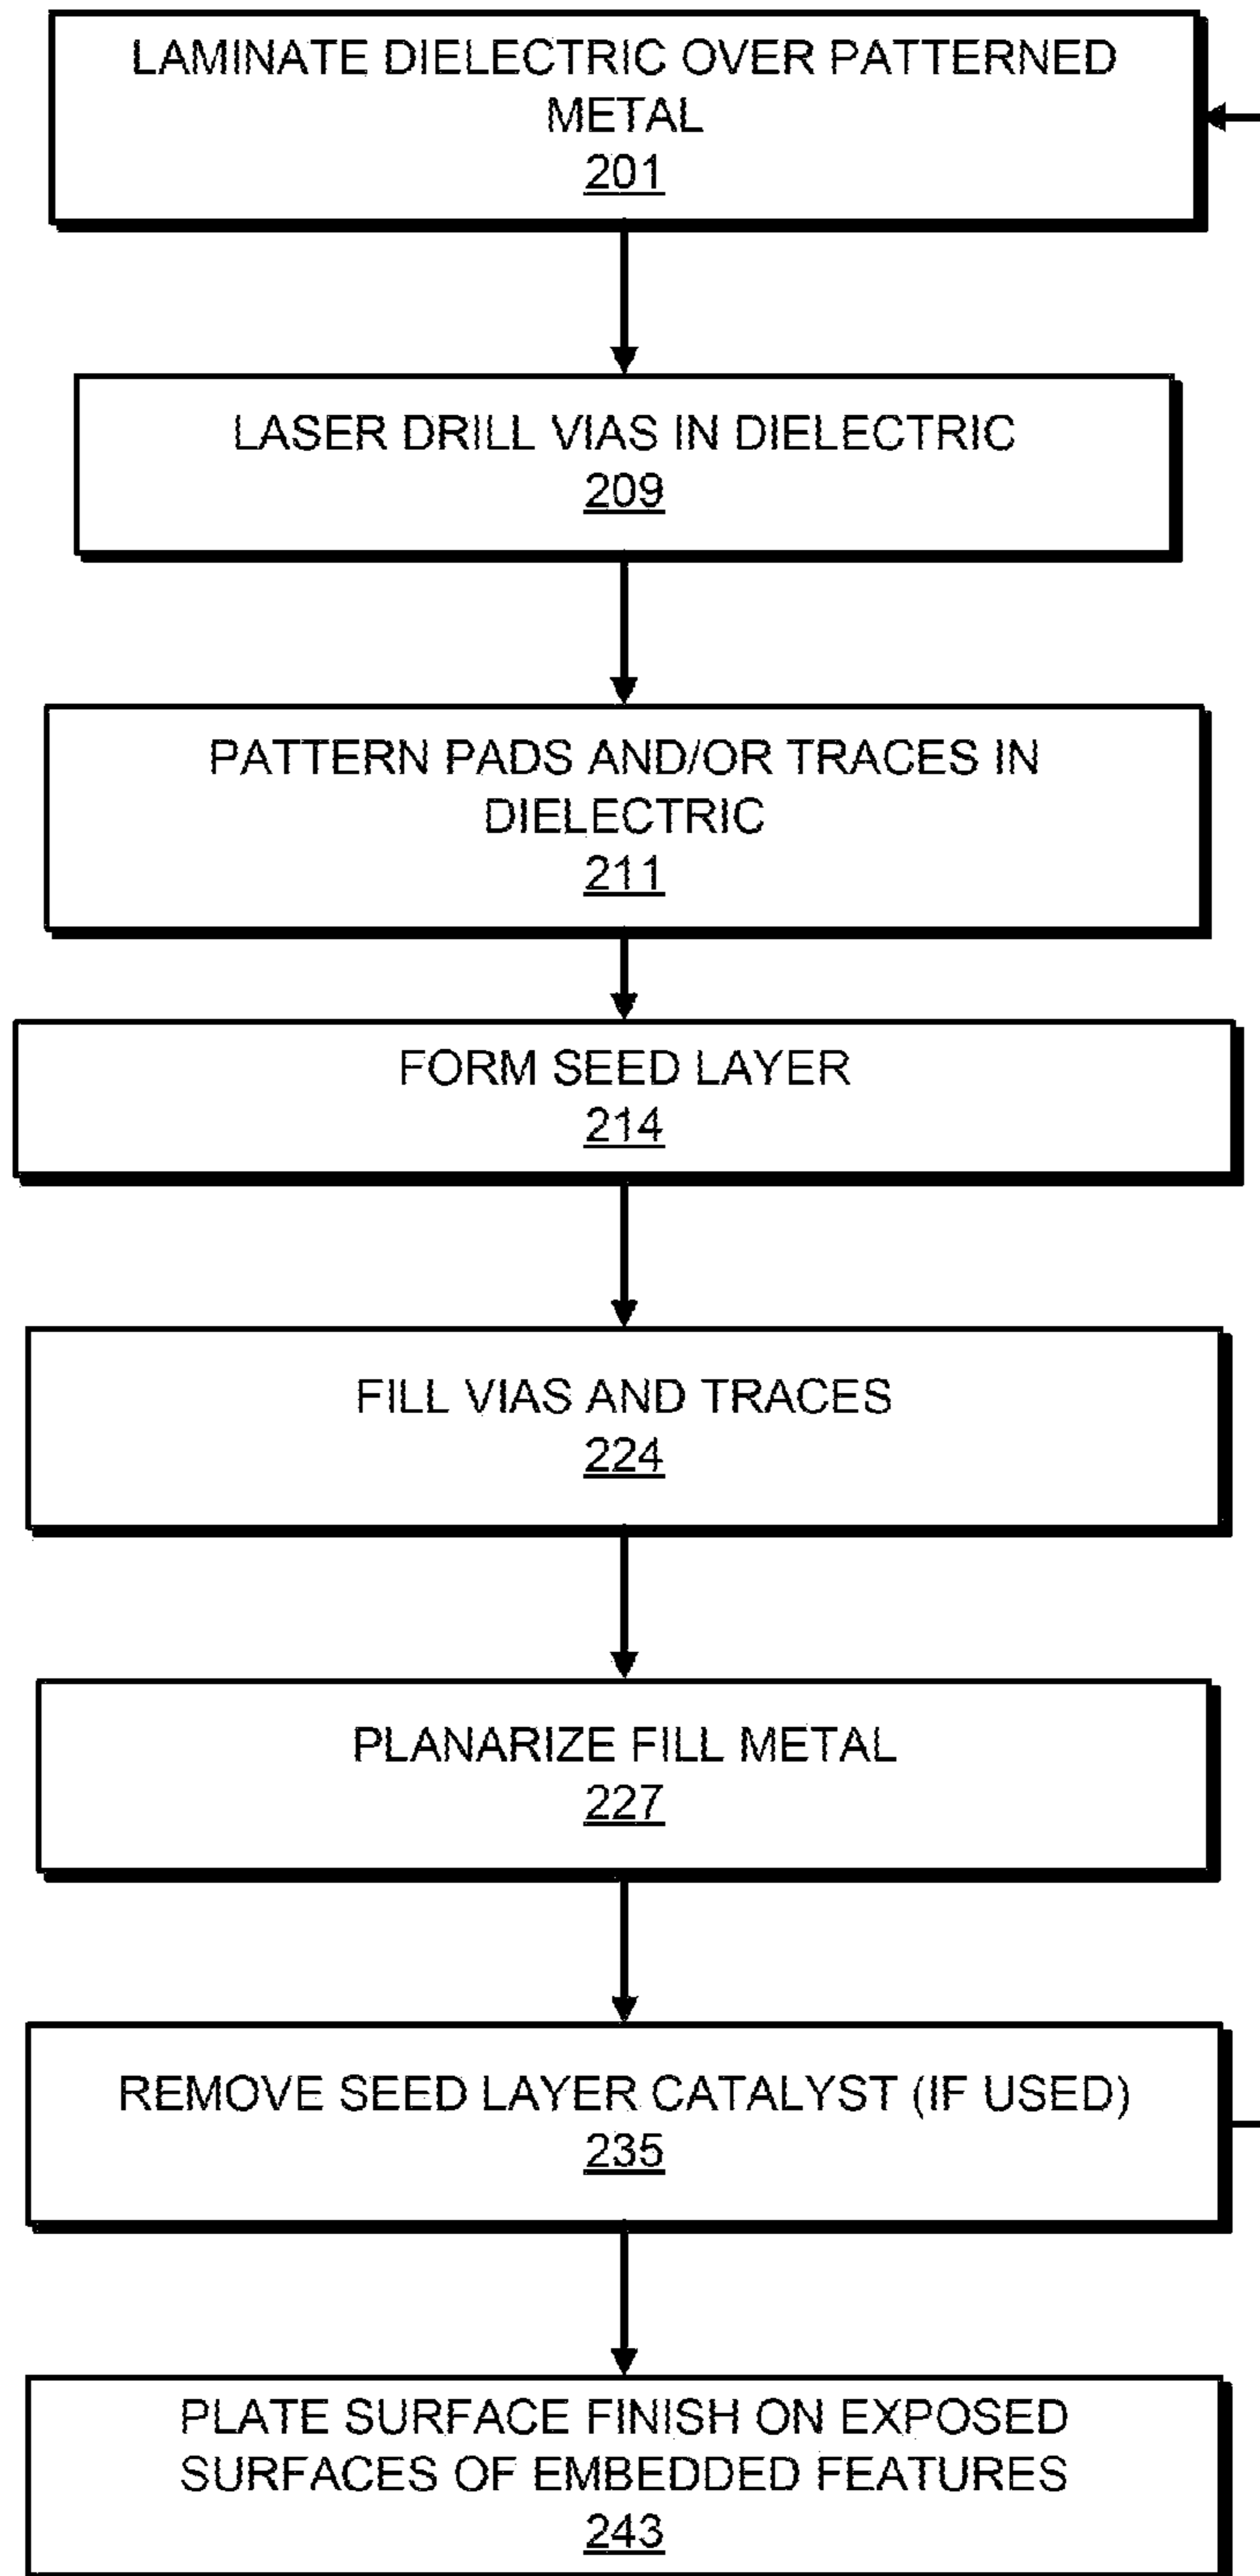 LAMINATE DIELECTRIC OVER PATTERNED
METAL
201
LASER DRILL VIAS IN DIELECTRIC
209
PATTERN PADS AND/OR TRACES IN
DIELECTRIC
211
FORM SEED LAYER
214
FILL VIAS AND TRACES
224
PLANARIZE FILL METAL
227
REMOVE SEED LAYER CATALYST (IF USED)
235
PLATE SURFACE FINISH ON EXPOSED
SURFACES OF EMBEDDED FEATURES
243